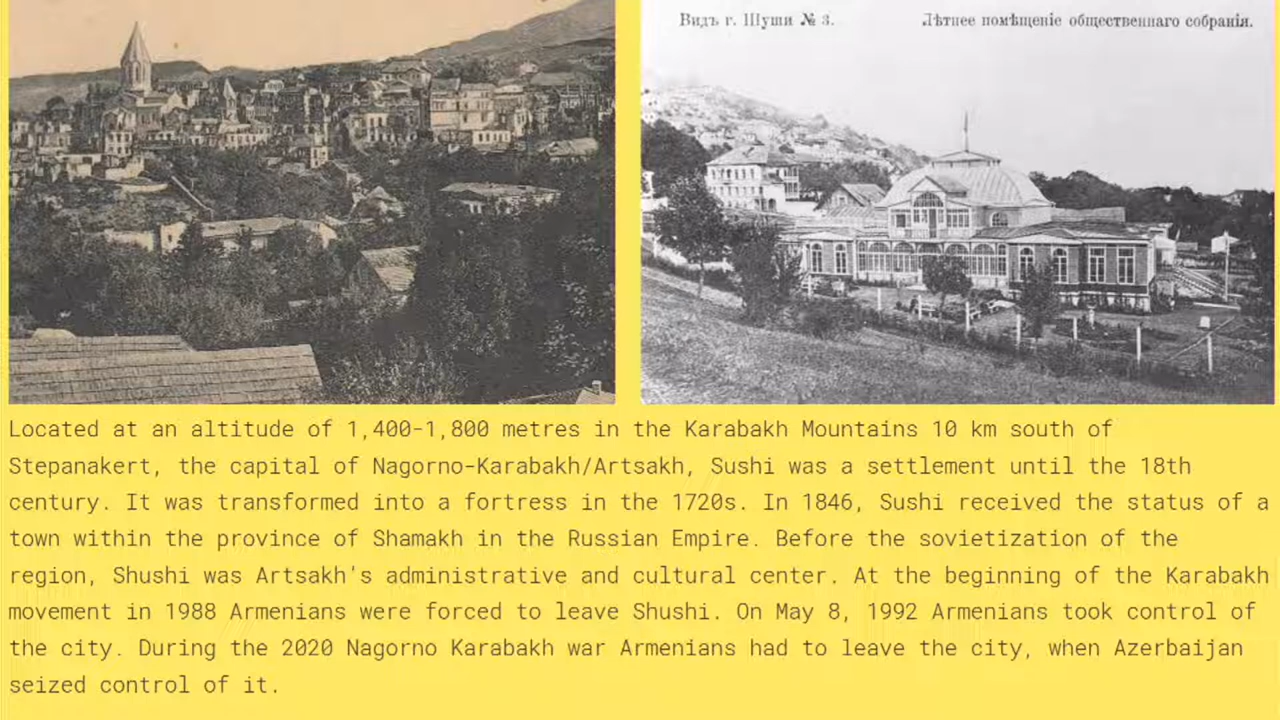 Видъ г. Шуши № 3. Лѣтнее помѣщеніе общественнаго собранія.
Located at an altitude of 1,400-1,800 metres in the Karabakh Mountains 10 km south of
Stepanakert, the capital of Nagorno-Karabakh/Artsakh, Sushi was a settlement until the 18th
century. It was transformed into a fortress in the 1720s. In 1846, Sushi received the status of a
town within the province of Shamakh in the Russian Empire. Before the sovietization of the
region, Shushi was Artsakh's administrative and cultural center. At the beginning of the Karabakh
movement in 1988 Armenians were forced to leave Shushi. On May 8, 1992 Armenians took control of
the city. During the 2020 Nagorno Karabakh war Armenians had to leave the city, when Azerbaijan
seized control of it.